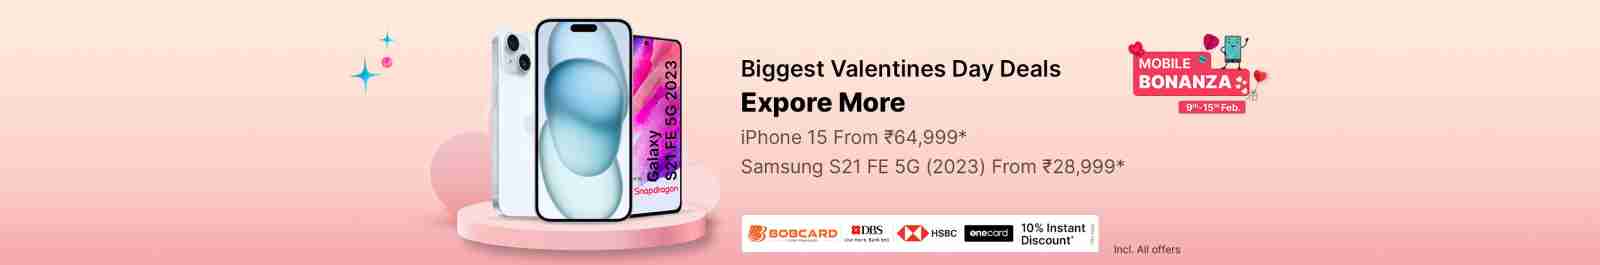 Biggest Valentines Day Deals
Expore More
iPhone 15 From ₹64,999*
Samsung S21 FE 5G (2023) From ₹28,999*
MOBILE
BONANZA
9th-15th Feb.
Galaxy
S21 FE 5G 2023
Snapdragon
BOBCARD
DBS
HSBC
onecard
10% Instant
Discount*
Incl. All offers